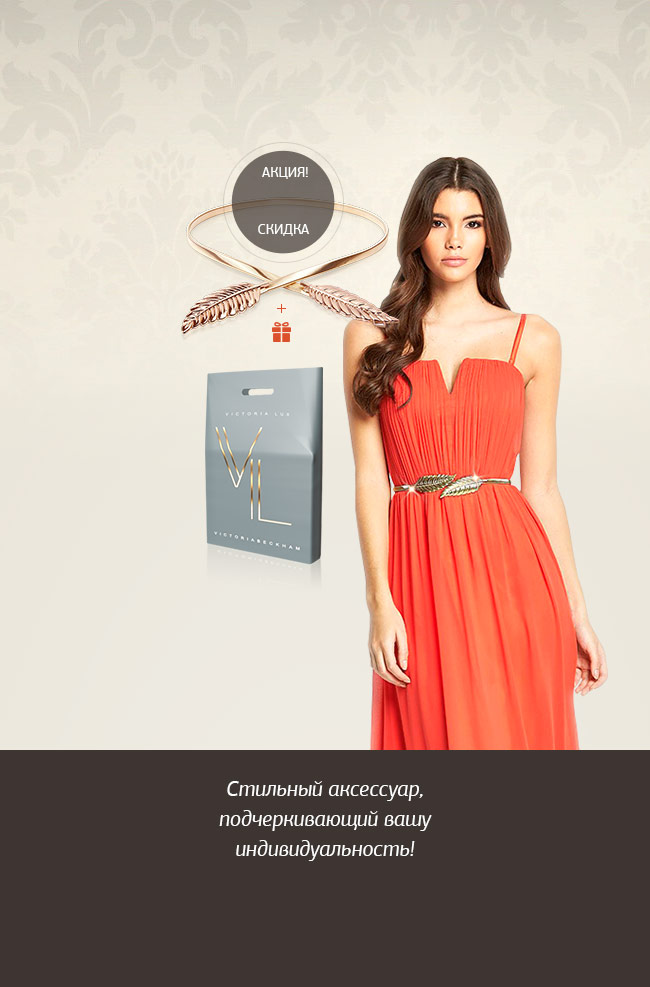 АКЦИЯ!
СКИДКА
+
VICTORIA LUX
VL
VICTORIABECKHAM
Стильный аксессуар,
подчеркивающий вашу
индивидуальность!